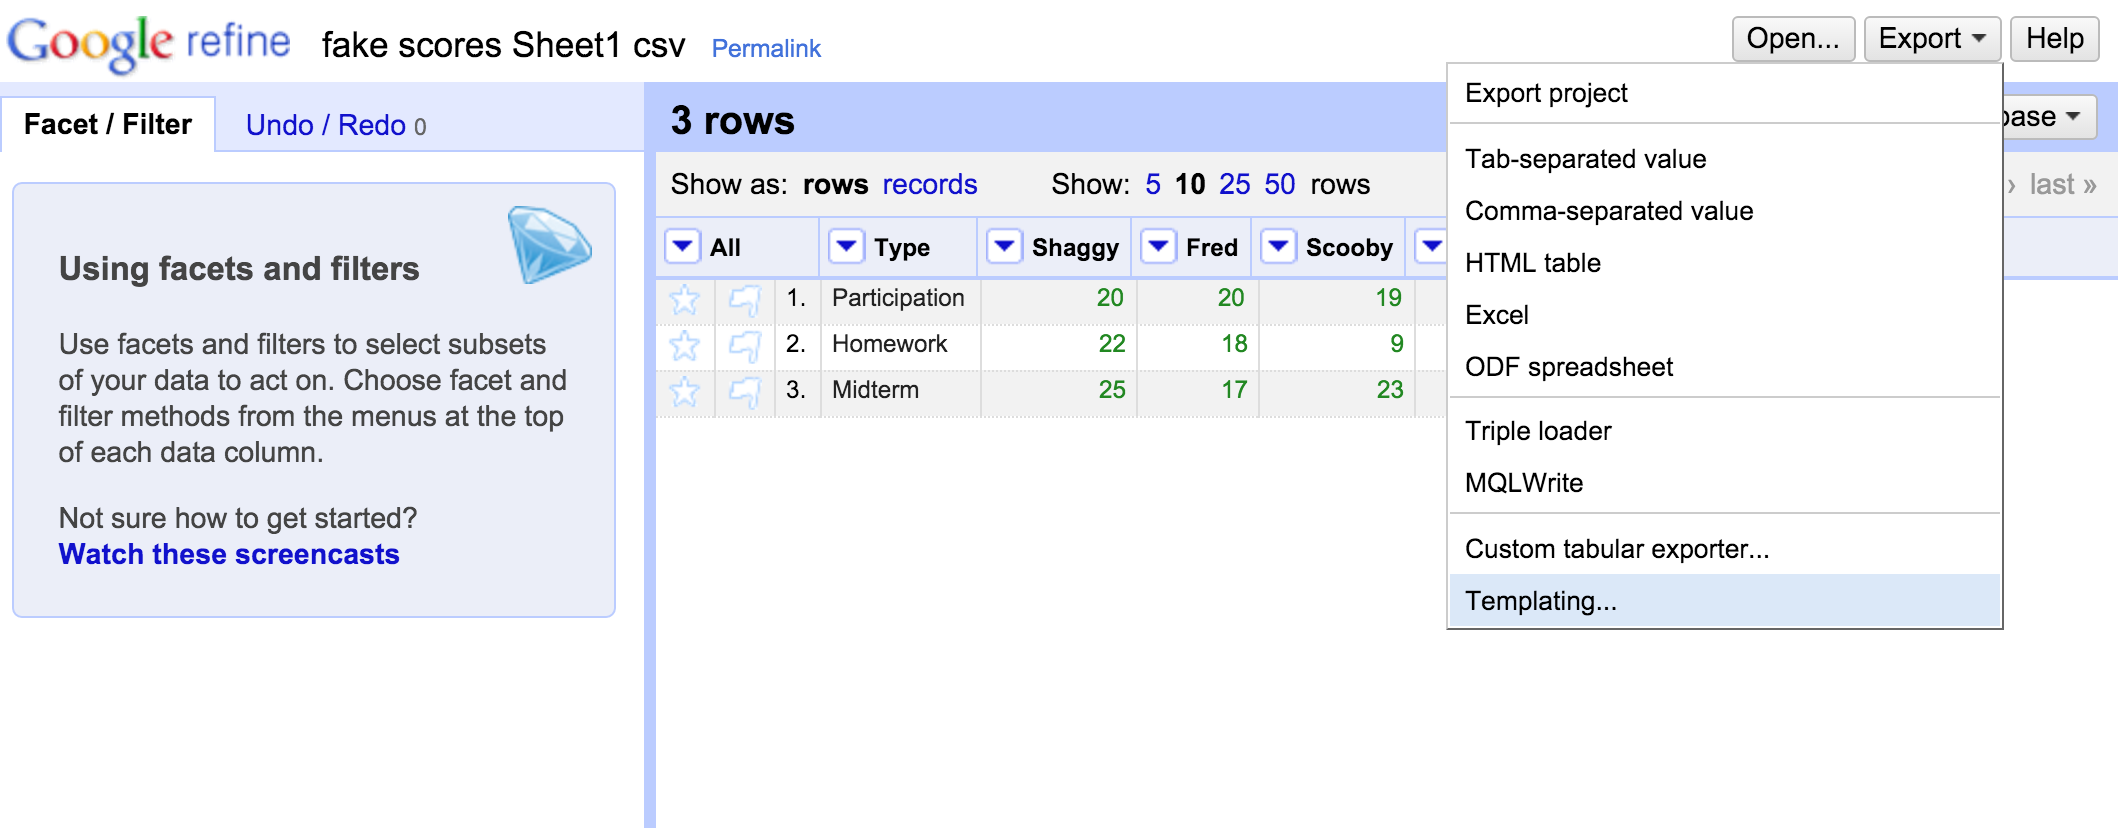 Google refine fake scores Sheet1 csv Permalink Open... Export Help
Facet / Filter Undo / Redo 0
Using facets and filters
Use facets and filters to select subsets
of your data to act on. Choose facet and
filter methods from the menus at the top
of each data column.
Not sure how to get started?
Watch these screencasts
3 rows
Show as: rows records Show: 5 10 25 50 rows
last »
All Type Shaggy Fred Scooby
1. Participation 20 20 19
2. Homework 22 18 9
3. Midterm 25 17 23
Export project
Tab-separated value
Comma-separated value
HTML table
Excel
ODF spreadsheet
Triple loader
MQLWrite
Custom tabular exporter...
Templating...